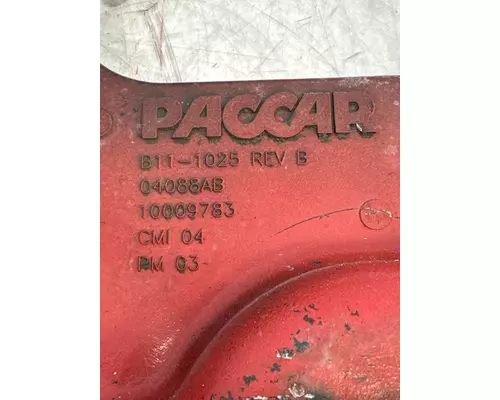 PACCAR
B11-1025 REV B
04088AB
10009783
CMI 04
PM 03